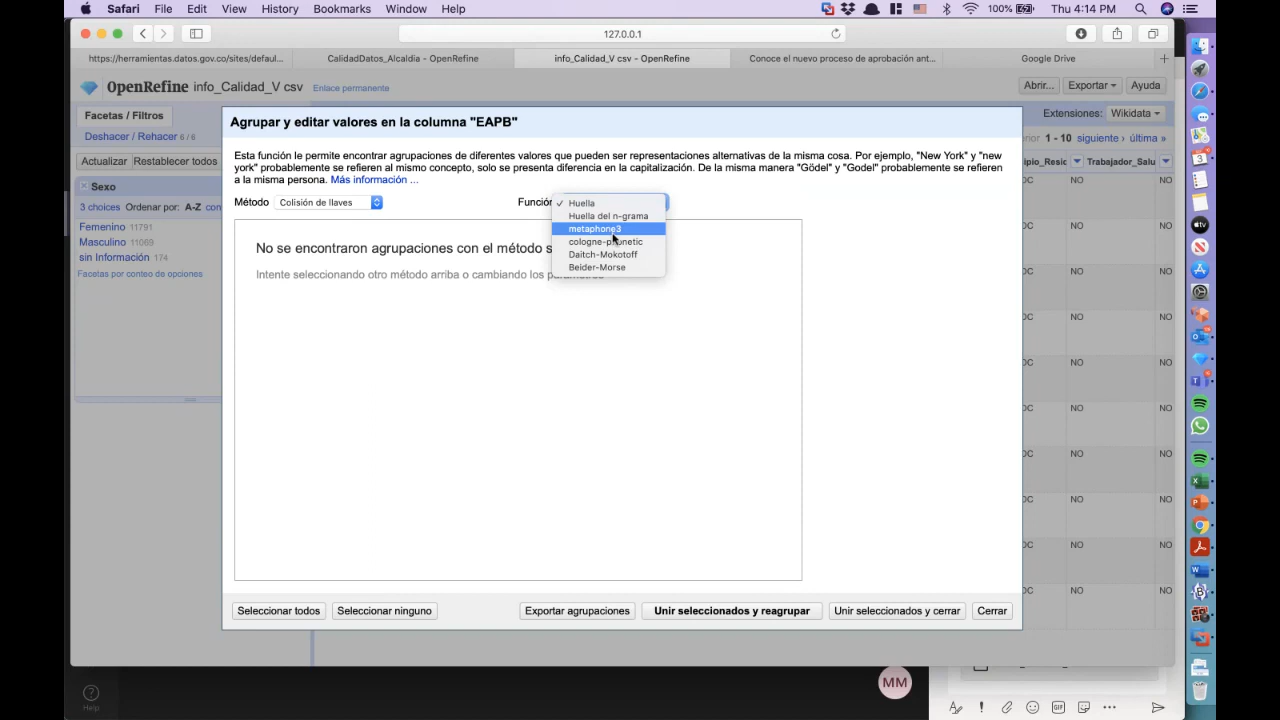 Safari File Edit View History Bookmarks Window Help 100% Thu 4:14 PM
127.0.0.1
https://herramientas.datos.gov.co/sites/defaul... CalidadDatos_Alcaldia - OpenRefine info_Calidad_V csv - OpenRefine Conoce el nuevo proceso de aprobación ant... Google Drive
OpenRefine info_Calidad_V csv Enlace permanente Abrir... Exportar Ayuda
Facetas / Filtros
Deshacer / Rehacer 6 / 6
Extensiones: Wikidata
Actualizar Restablecer todos
1 - 10 siguiente › última »
Sexo
3 choices Ordenar por: A-Z
Femenino 11791
Masculino 11069
sin Información 174
Facetas por conteo de opciones
Agrupar y editar valores en la columna "EAPB"
Esta función le permite encontrar agrupaciones de diferentes valores que pueden ser representaciones alternativas de la misma cosa. Por ejemplo, "New York" y "new
york" probablemente se refieren al mismo concepto, solo se presenta diferencia en la capitalización. De la misma manera "Gödel" y "Godel" probablemente se refieren
a la misma persona. Más información ...
Método Colisión de llaves Función
Huella
Huella del n-grama
metaphone3
cologne-phonetic
Daitch-Mokotoff
Beider-Morse
No se encontraron agrupaciones con el método
Intente seleccionando otro método arriba o cambiando los parámetros
Seleccionar todos Seleccionar ninguno Exportar agrupaciones Unir seleccionados y reagrupar Unir seleccionados y cerrar Cerrar
Trabajador_Salu
NO NO
NO NO
NO NO
NO NO
NO NO
NO NO
NO NO
NO NO
NO NO
NO NO
Help
MM
GIF